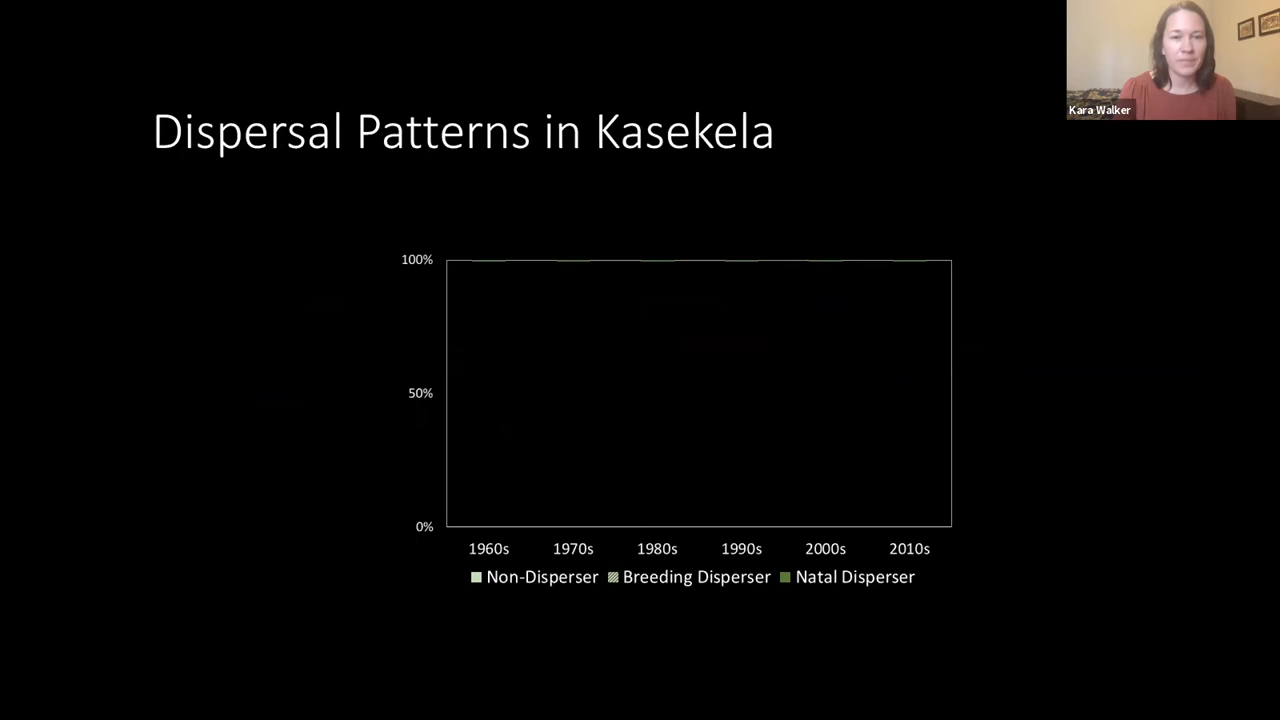 Kara Walker
Dispersal Patterns in Kasekela
100%
50%
0%
1960s 1970s 1980s 1990s 2000s 2010s
Non-Disperser Breeding Disperser Natal Disperser